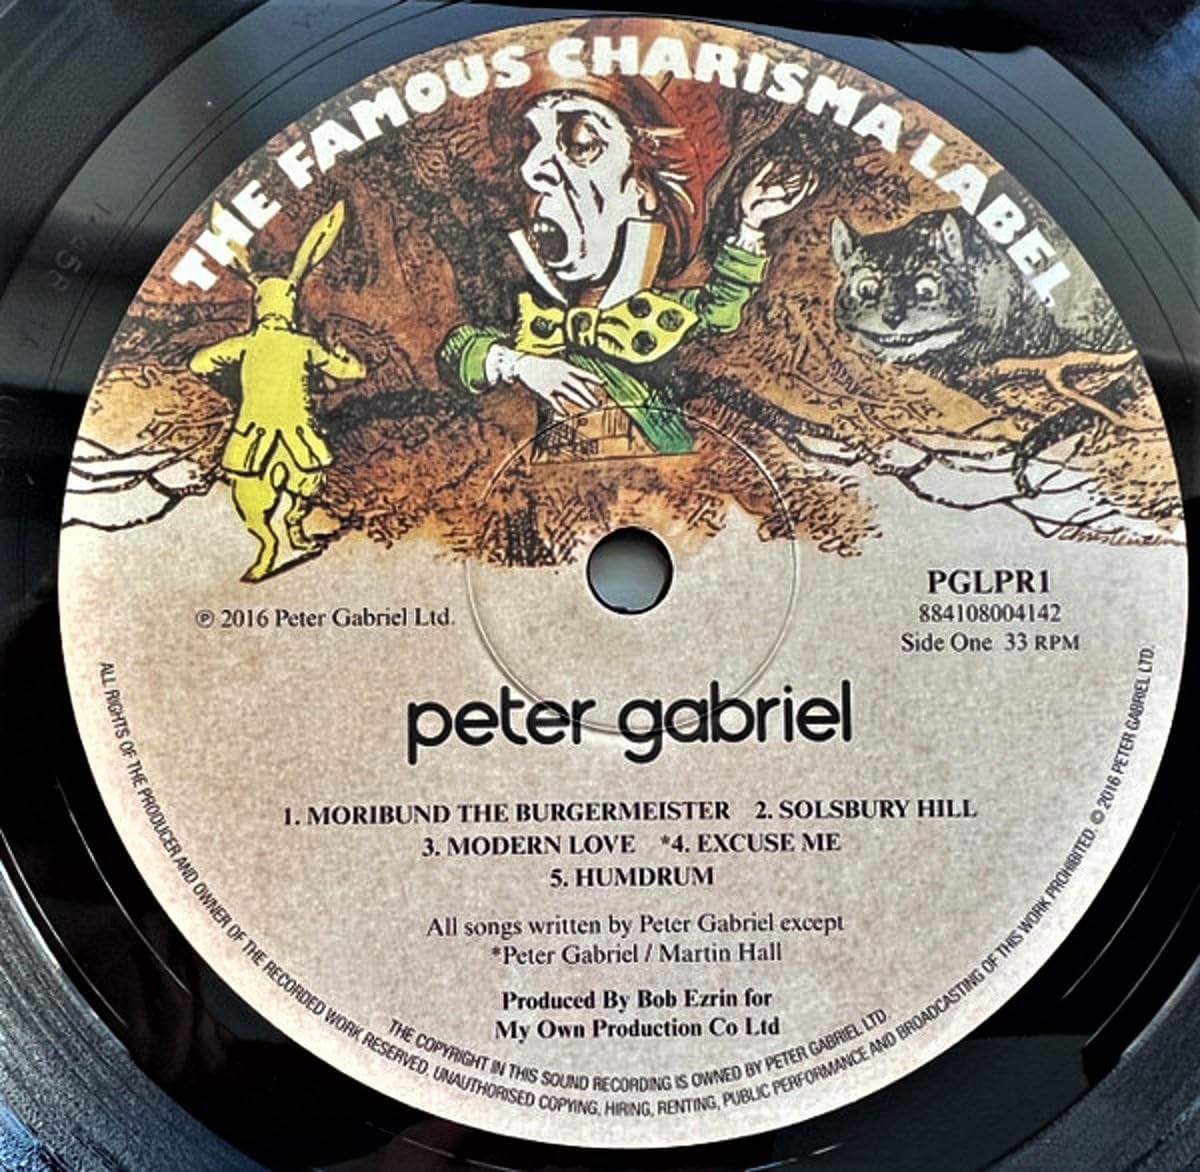 THE FAMOUS CHARISMA LABEL
℗ 2016 Peter Gabriel Ltd.
PGLPR1
884108004142
Side One 33 RPM
peter gabriel
1. MORIBUND THE BURGERMEISTER 2. SOLSBURY HILL
3. MODERN LOVE *4. EXCUSE ME
5. HUMDRUM
All songs written by Peter Gabriel except
*Peter Gabriel / Martin Hall
Produced By Bob Ezrin for
My Own Production Co Ltd
THE COPYRIGHT IN THIS SOUND RECORDING IS OWNED BY PETER GABRIEL LTD
ALL RIGHTS OF THE PRODUCER AND OWNER OF THE RECORDED WORK RESERVED. UNAUTHORISED COPYING, HIRING, RENTING, PUBLIC PERFORMANCE AND BROADCASTING OF THIS WORK PROHIBITED. © 2016 PETER GABRIEL LTD.